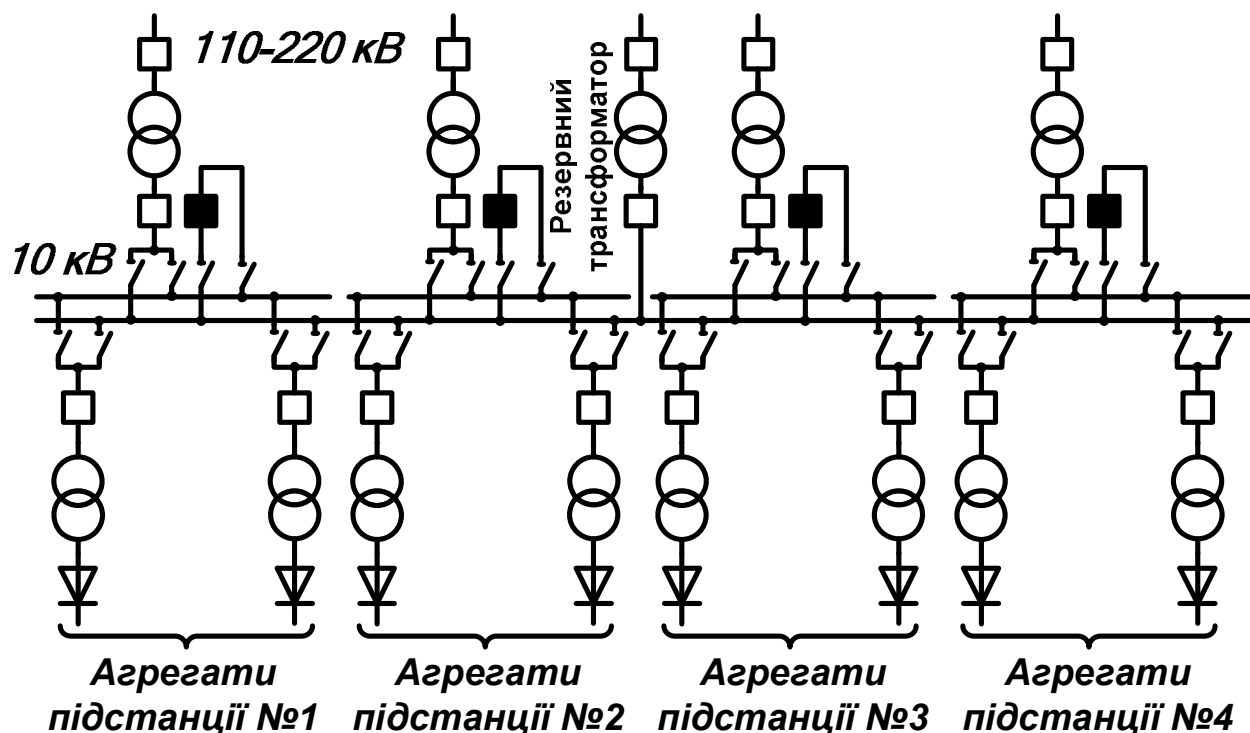 110-220 кВ
Резервний
трансформатор
10 кВ
Агрегати
підстанції №1
Агрегати
підстанції №2
Агрегати
підстанції №3
Агрегати
підстанції №4